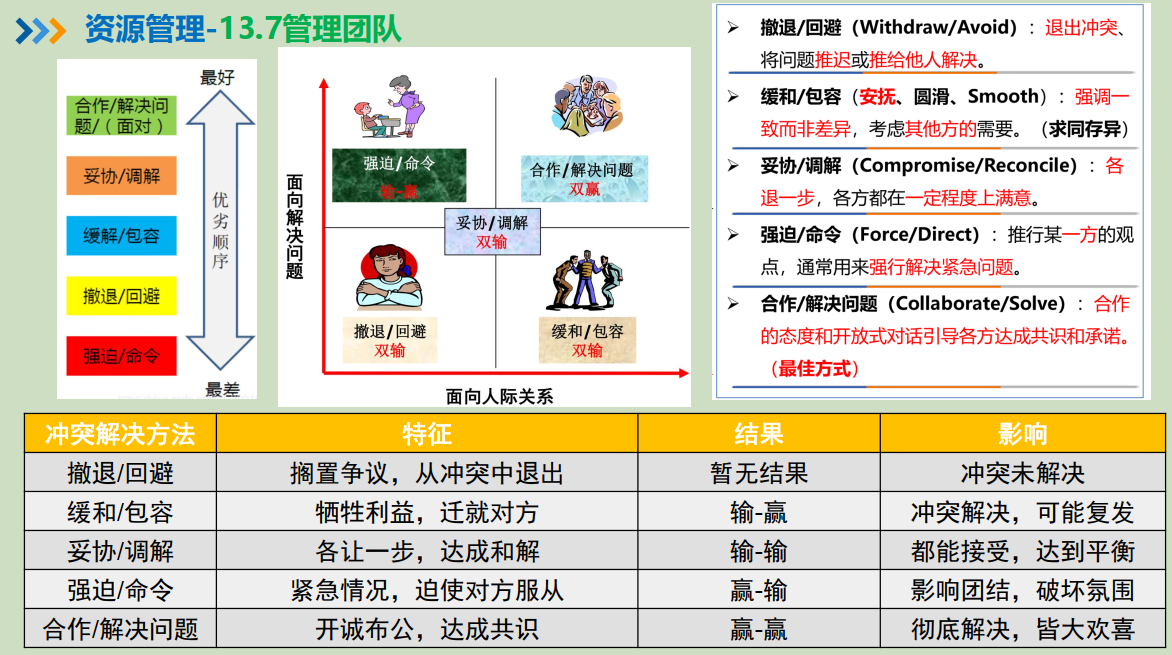 资源管理-13.7管理团队
最好
合作/解决问
题/（面对）
妥协/调解
缓解/包容
撤退/回避
强迫/命令
优劣顺序
最差
面向解决问题
强迫/命令
输-赢
合作/解决问题
双赢
妥协/调解
双输
撤退/回避
双输
缓和/包容
双输
面向人际关系
➢ 撤退/回避（Withdraw/Avoid）：退出冲突、
将问题推迟或推给他人解决。
➢ 缓和/包容（安抚、圆滑、Smooth）：强调一
致而非差异，考虑其他方的需要。（求同存异）
➢ 妥协/调解（Compromise/Reconcile）：各
退一步，各方都在一定程度上满意。
➢ 强迫/命令（Force/Direct）：推行某一方的观
点，通常用来强行解决紧急问题。
➢ 合作/解决问题（Collaborate/Solve）：合作
的态度和开放式对话引导各方达成共识和承诺。
（最佳方式）
冲突解决方法 特征 结果 影响
撤退/回避 搁置争议，从冲突中退出 暂无结果 冲突未解决
缓和/包容 牺牲利益，迁就对方 输-赢 冲突解决，可能复发
妥协/调解 各让一步，达成和解 输-输 都能接受，达到平衡
强迫/命令 紧急情况，迫使对方服从 赢-输 影响团结，破坏氛围
合作/解决问题 开诚布公，达成共识 赢-赢 彻底解决，皆大欢喜